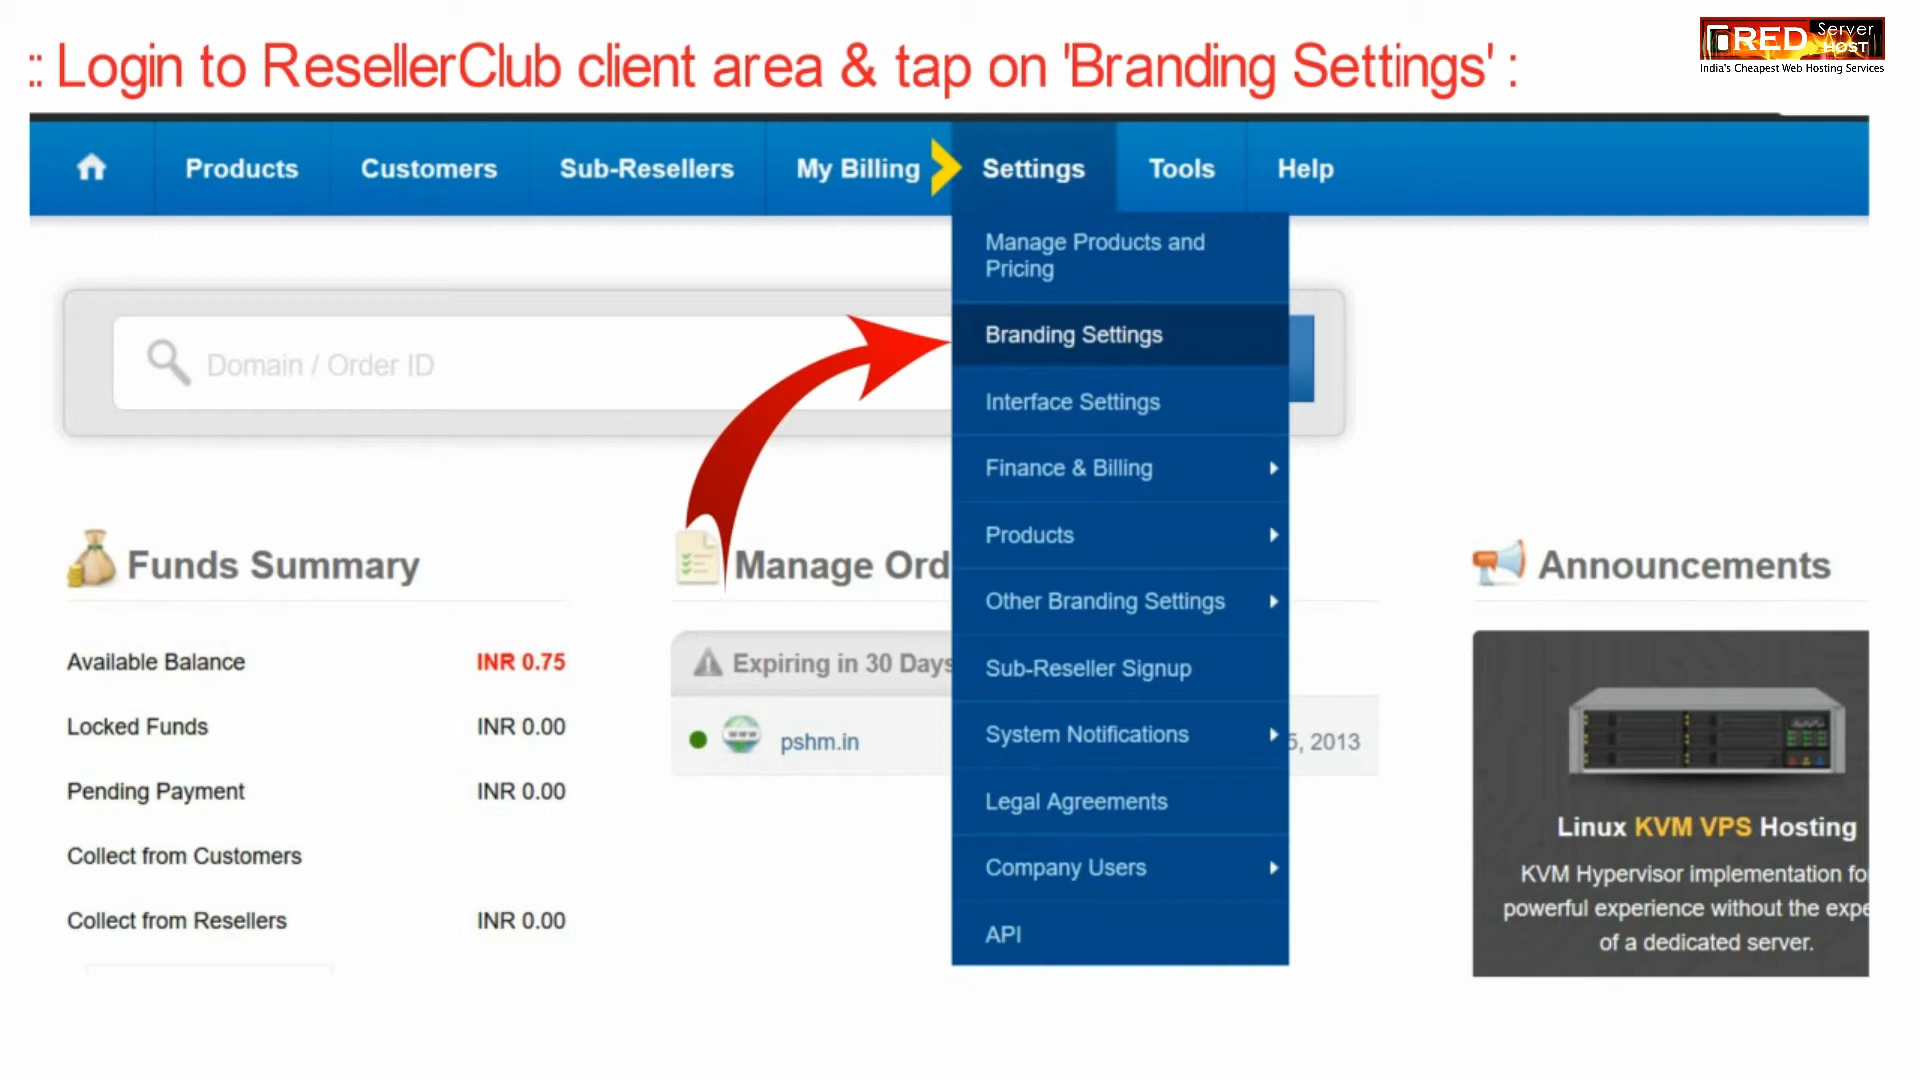 :: Login to ResellerClub client area & tap on 'Branding Settings' :
RED Server
HOST
India's Cheapest Web Hosting Services
Products Customers Sub-Resellers My Billing Settings Tools Help
Manage Products and
Pricing
Branding Settings
Interface Settings
Finance & Billing
Products
Other Branding Settings
Sub-Reseller Signup
System Notifications
Legal Agreements
Company Users
API
Domain / Order ID
Funds Summary
Available Balance INR 0.75
Locked Funds INR 0.00
Pending Payment INR 0.00
Collect from Customers
Collect from Resellers INR 0.00
Manage Ord
Expiring in 30 Days
pshm.in 5, 2013
Announcements
Linux KVM VPS Hosting
KVM Hypervisor implementation fo
powerful experience without the expe
of a dedicated server.